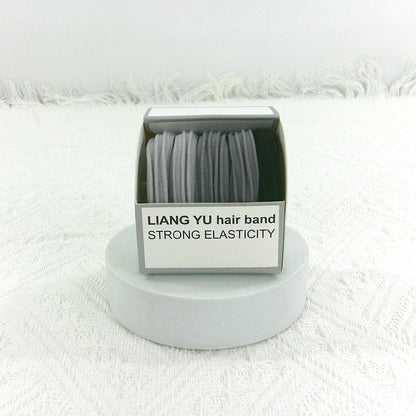 LIANG YU hair band
STRONG ELASTICITY